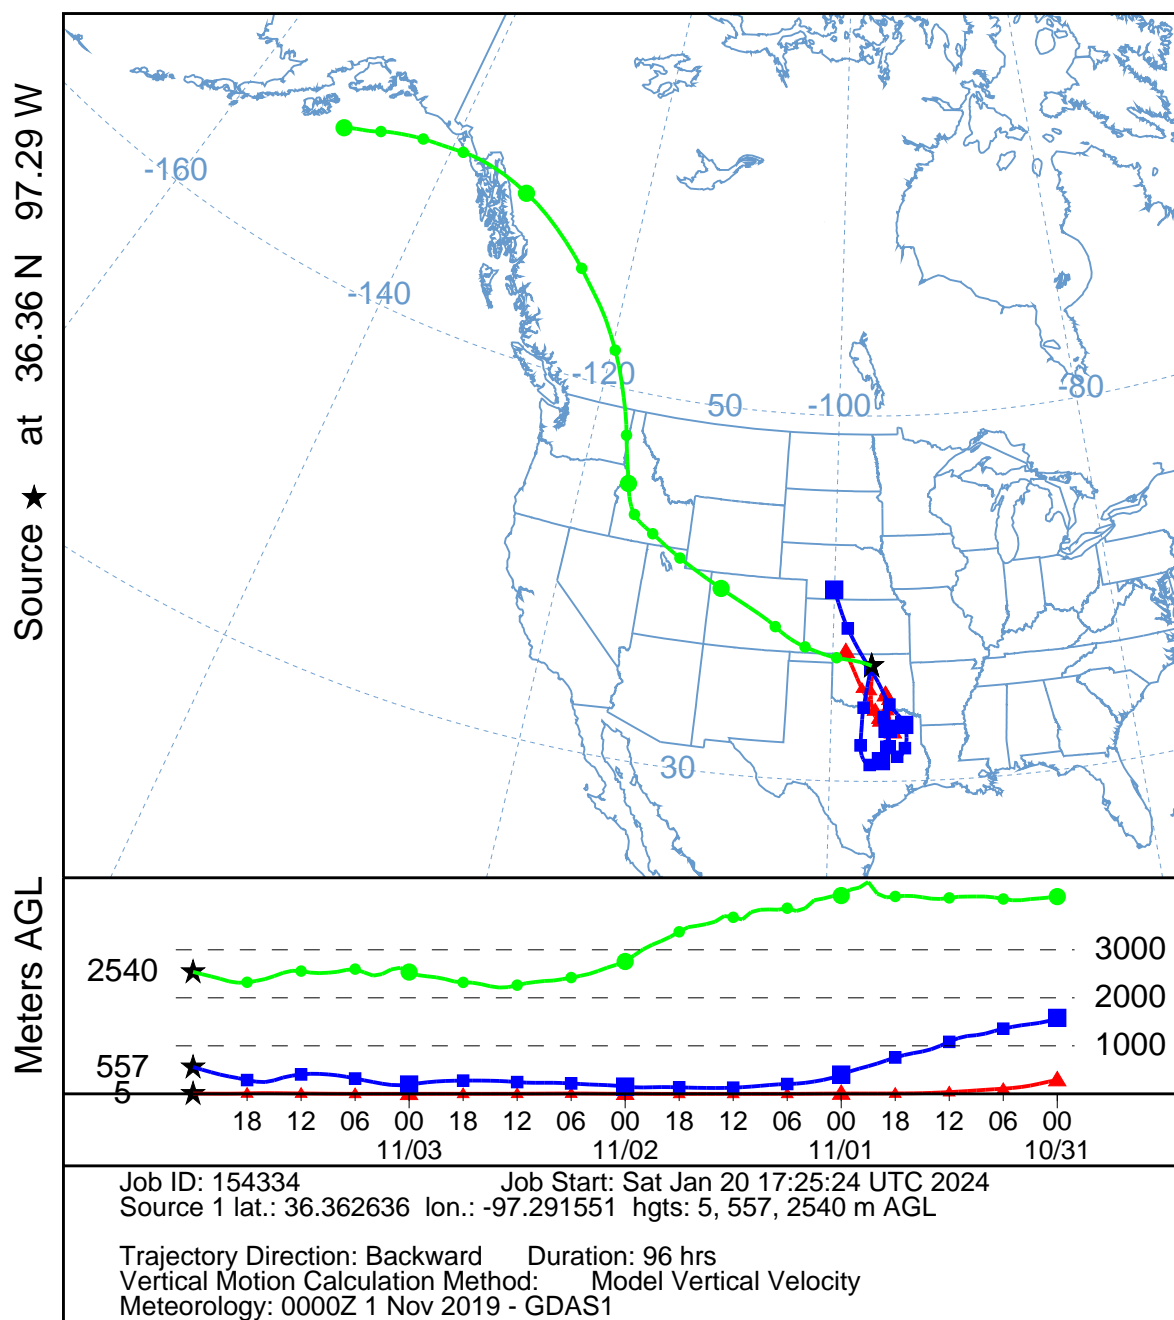 Source ★ at 36.36 N 97.29 W
-160
-140
-120
50
-100
-80
30
Meters AGL
2540
557
5
3000
2000
1000
18 12 06 00 18 12 06 00 18 12 06 00 18 12 06 00
11/03 11/02 11/01 10/31
Job ID: 154334 Job Start: Sat Jan 20 17:25:24 UTC 2024
Source 1 lat.: 36.362636 lon.: -97.291551 hgts: 5, 557, 2540 m AGL
Trajectory Direction: Backward Duration: 96 hrs
Vertical Motion Calculation Method: Model Vertical Velocity
Meteorology: 0000Z 1 Nov 2019 - GDAS1